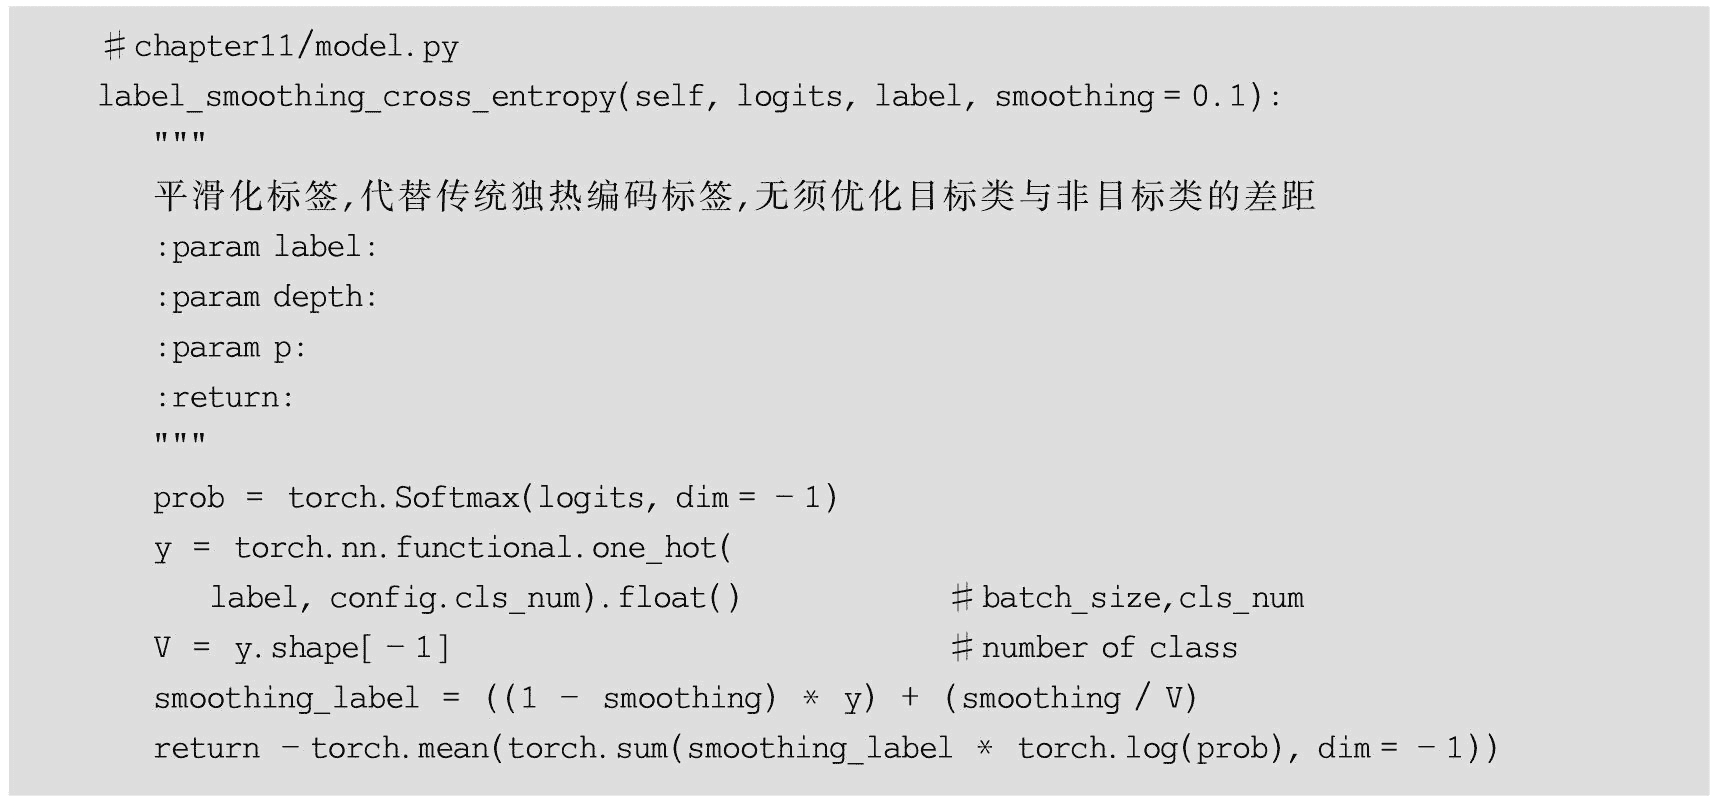 #chapter11/model.py
label_smoothing_cross_entropy(self, logits, label, smoothing = 0.1):
"""
平滑化标签,代替传统独热编码标签,无须优化目标类与非目标类的差距
:param label:
:param depth:
:param p:
:return:
"""
prob = torch.Softmax(logits, dim = -1)
y = torch.nn.functional.one_hot(
label, config.cls_num).float() #batch_size,cls_num
V = y.shape[-1] #number of class
smoothing_label = ((1 - smoothing) * y) + (smoothing / V)
return -torch.mean(torch.sum(smoothing_label * torch.log(prob), dim = -1))